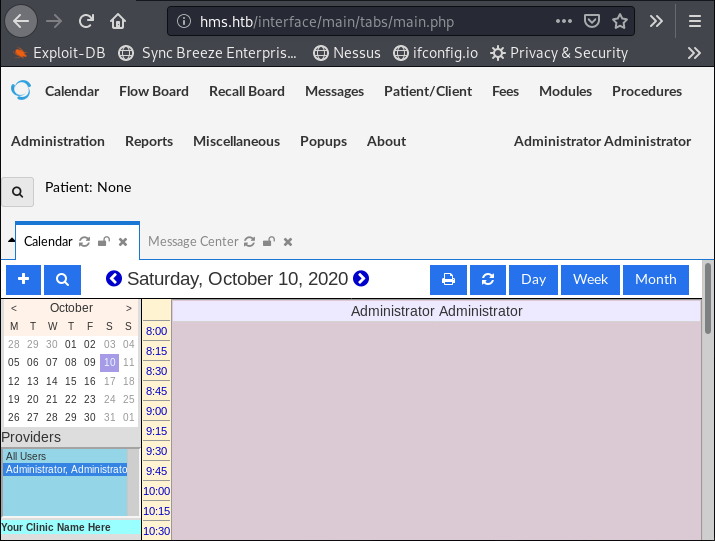 hms.htb/interface/main/tabs/main.php
Exploit-DB Sync Breeze Enterpris... Nessus ifconfig.io Privacy & Security
Calendar Flow Board Recall Board Messages Patient/Client Fees Modules Procedures
Administration Reports Miscellaneous Popups About Administrator Administrator
Patient: None
Calendar Message Center
Saturday, October 10, 2020 Day Week Month
< October >
M T W T F S S
28 29 30 01 02 03 04
05 06 07 08 09 10 11
12 13 14 15 16 17 18
19 20 21 22 23 24 25
26 27 28 29 30 31 01
Providers
All Users
Administrator, Administrato
Your Clinic Name Here
Administrator Administrator
8:00
8:15
8:30
8:45
9:00
9:15
9:30
9:45
10:00
10:15
10:30